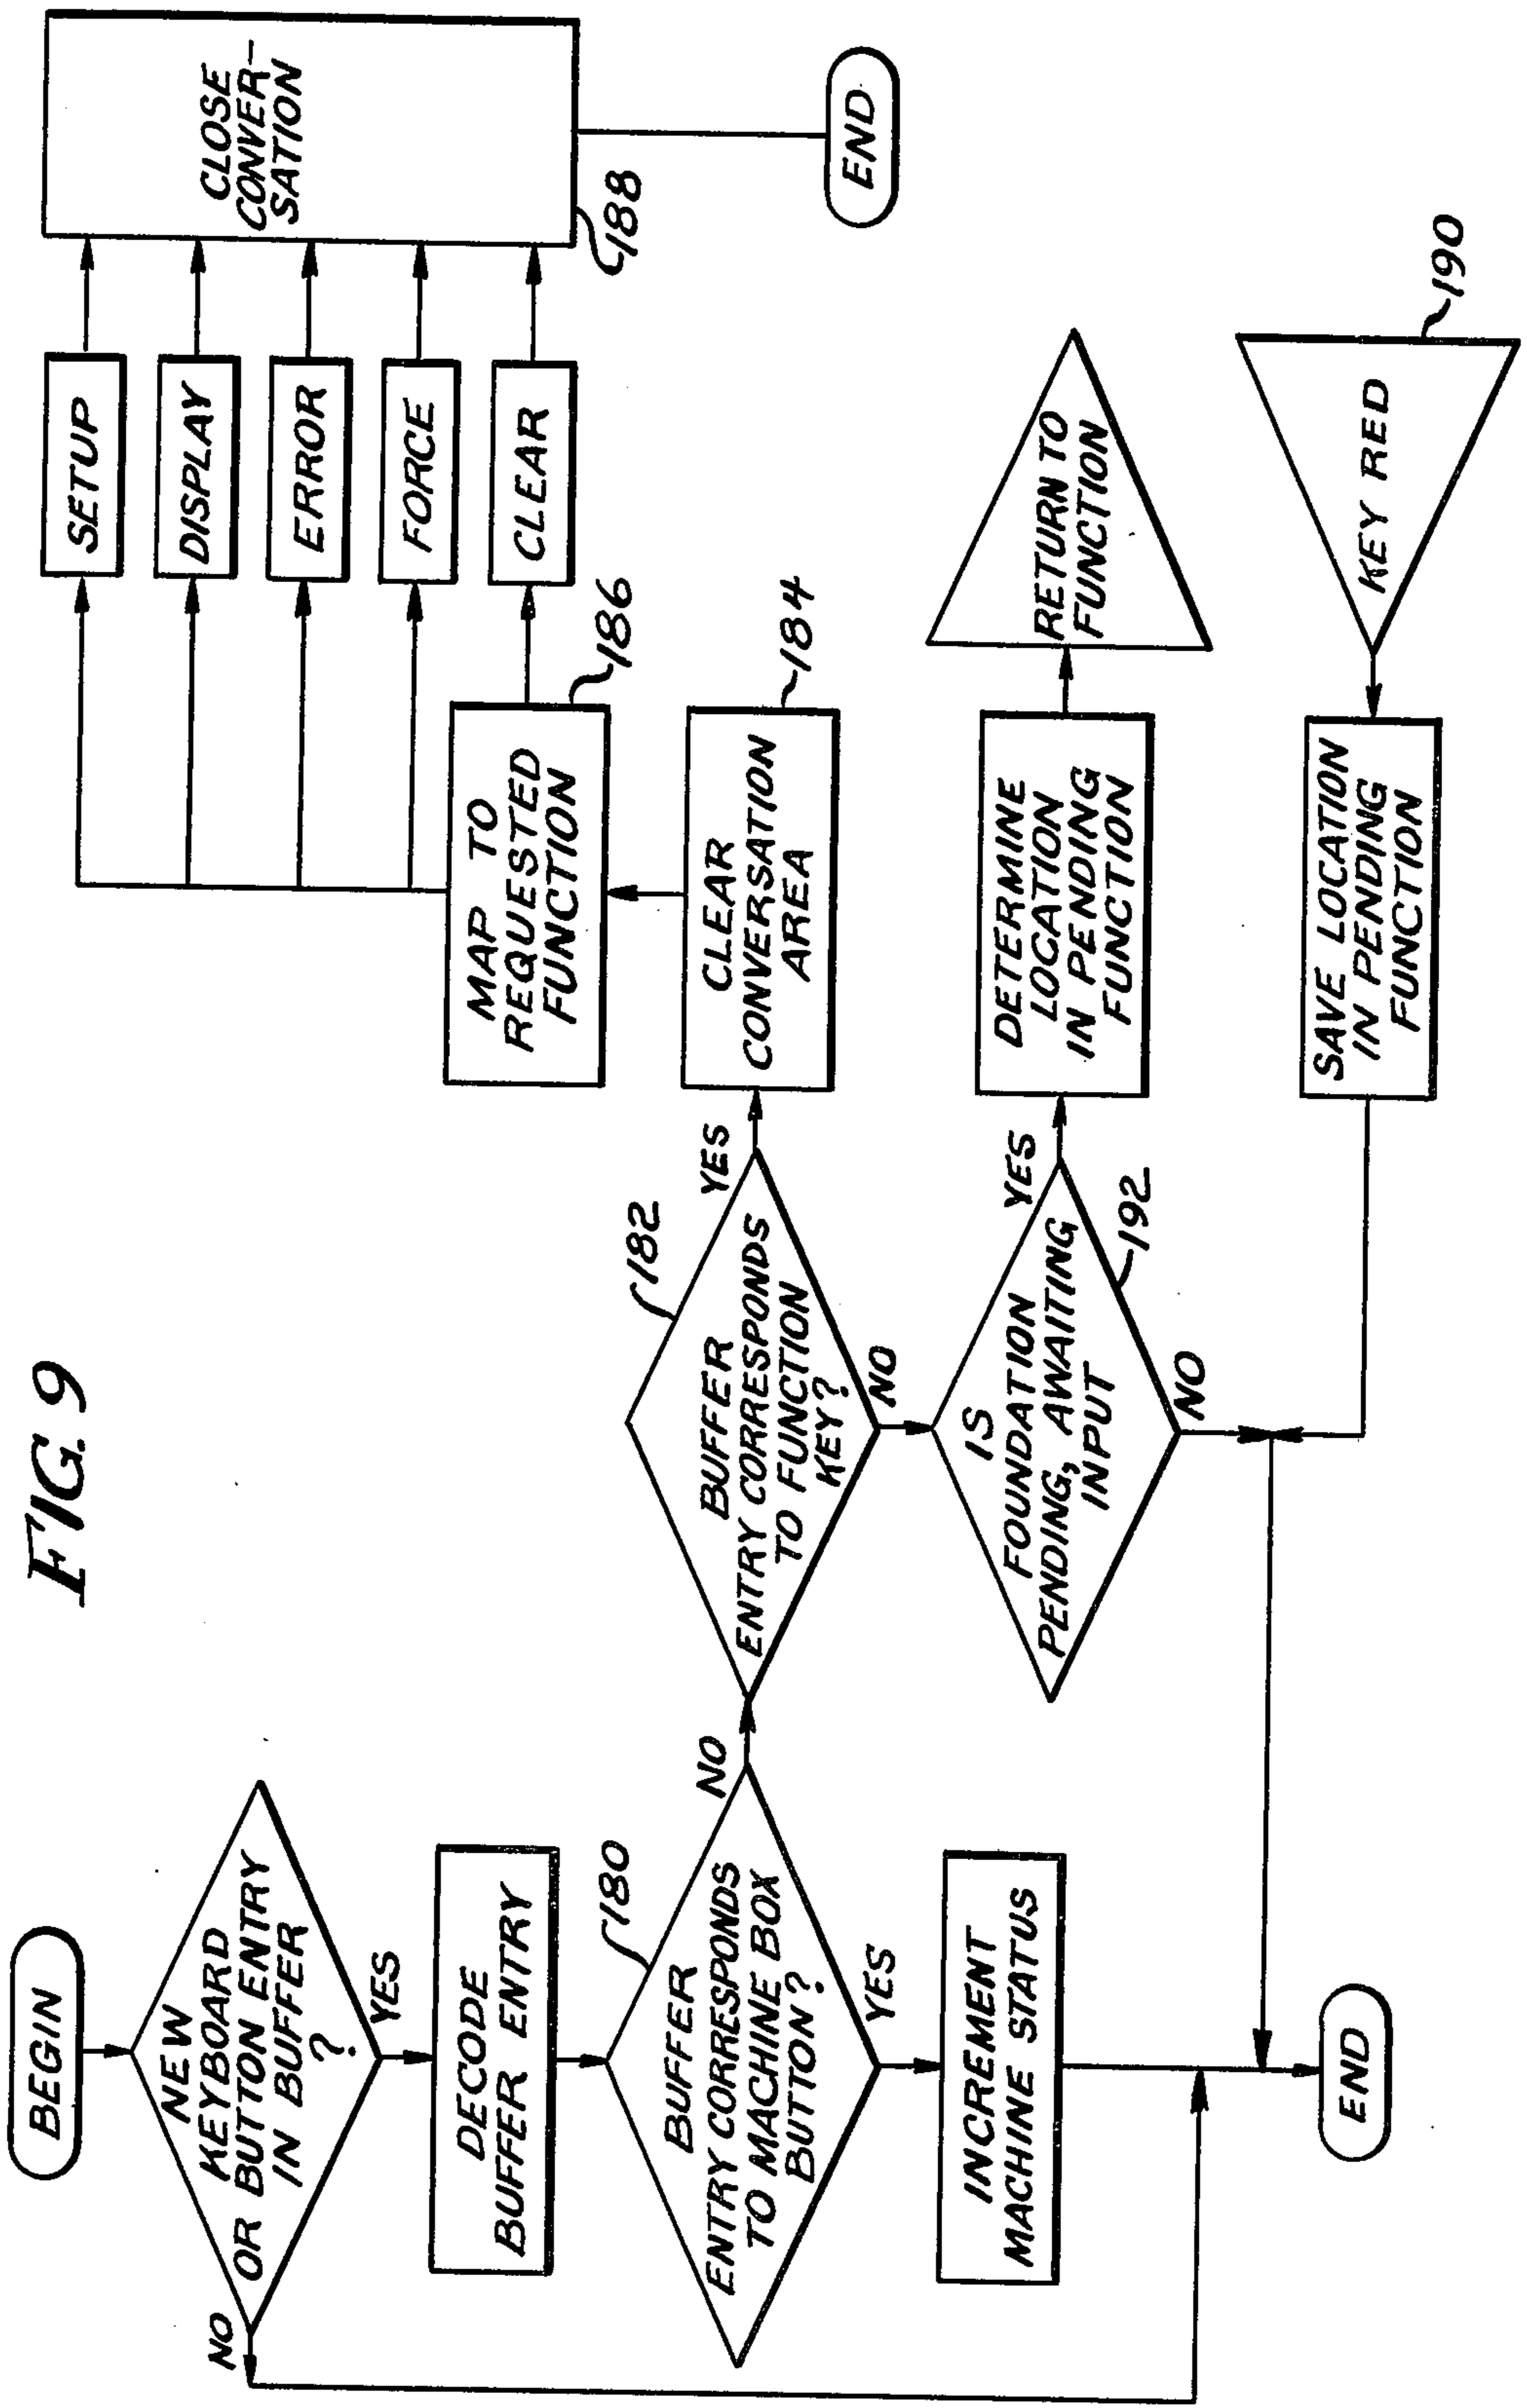 FIG. 9
BEGIN
NEW
KEYBOARD
OR BUTTON ENTRY
IN BUFFER
?
NO
YES
DECODE
BUFFER ENTRY
180
BUFFER
ENTRY CORRESPONDS
TO MACHINE BOX
BUTTON?
NO
YES
INCREMENT
MACHINE STATUS
END
182
BUFFER
ENTRY CORRESPONDS
TO FUNCTION
KEY?
YES
NO
IS
FOUNDATION
PENDING, AWAITING
INPUT
YES
192
NO
CLEAR
CONVERSATION
AREA
184
MAP TO
REQUESTED
FUNCTION
186
SETUP
DISPLAY
ERROR
FORCE
CLEAR
CLOSE
CONVER-
SATION
188
END
DETERMINE
LOCATION
IN PENDING
FUNCTION
RETURN TO
FUNCTION
KEY RED
190
SAVE LOCATION
IN PENDING
FUNCTION